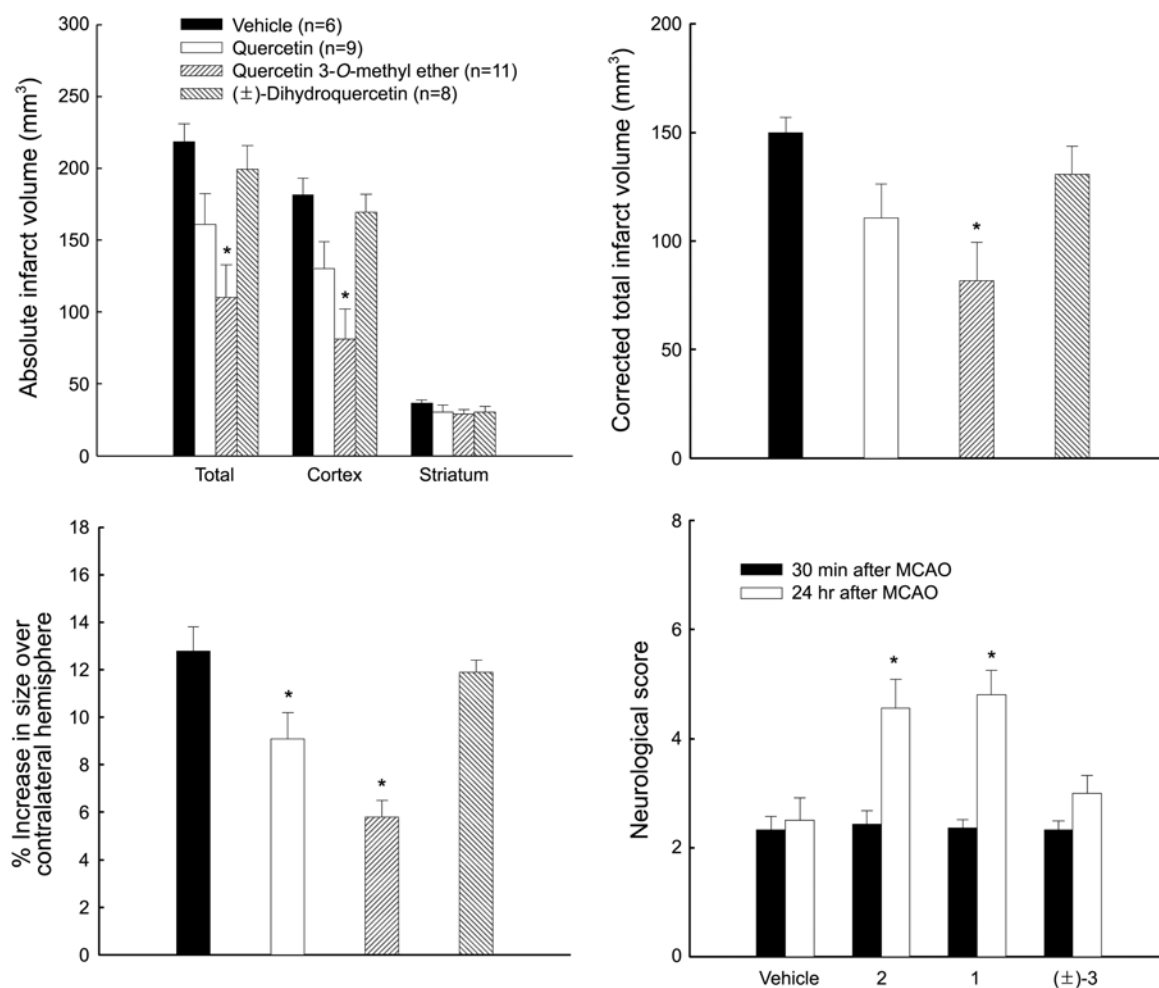 Absolute infarct volume (mm³)
300
250
200
150
100
50
0
Vehicle (n=6)
Quercetin (n=9)
Quercetin 3-O-methyl ether (n=11)
(±)-Dihydroquercetin (n=8)
*
*
Total Cortex Striatum
Corrected total infarct volume (mm³)
200
150
100
50
0
*
% Increase in size over
contralateral hemisphere
18
16
14
12
10
8
6
4
2
0
*
*
Neurological score
8
6
4
2
0
30 min after MCAO
24 hr after MCAO
*
*
Vehicle 2 1 (±)-3